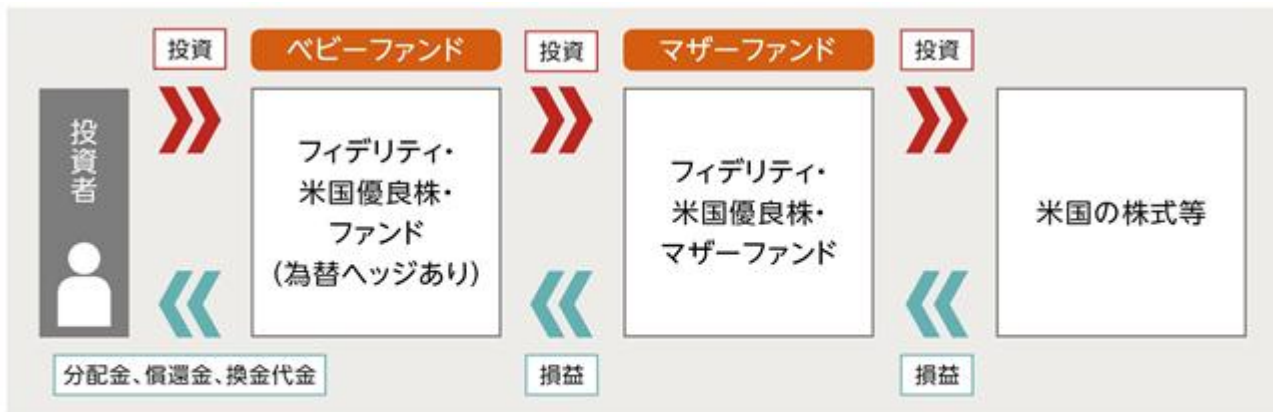 投資
ベビーファンド
投資
マザーファンド
投資
投資者
フィデリティ・
米国優良株・
ファンド
(為替ヘッジあり)
フィデリティ・
米国優良株・
マザーファンド
米国の株式等
分配金、償還金、換金代金
損益
損益